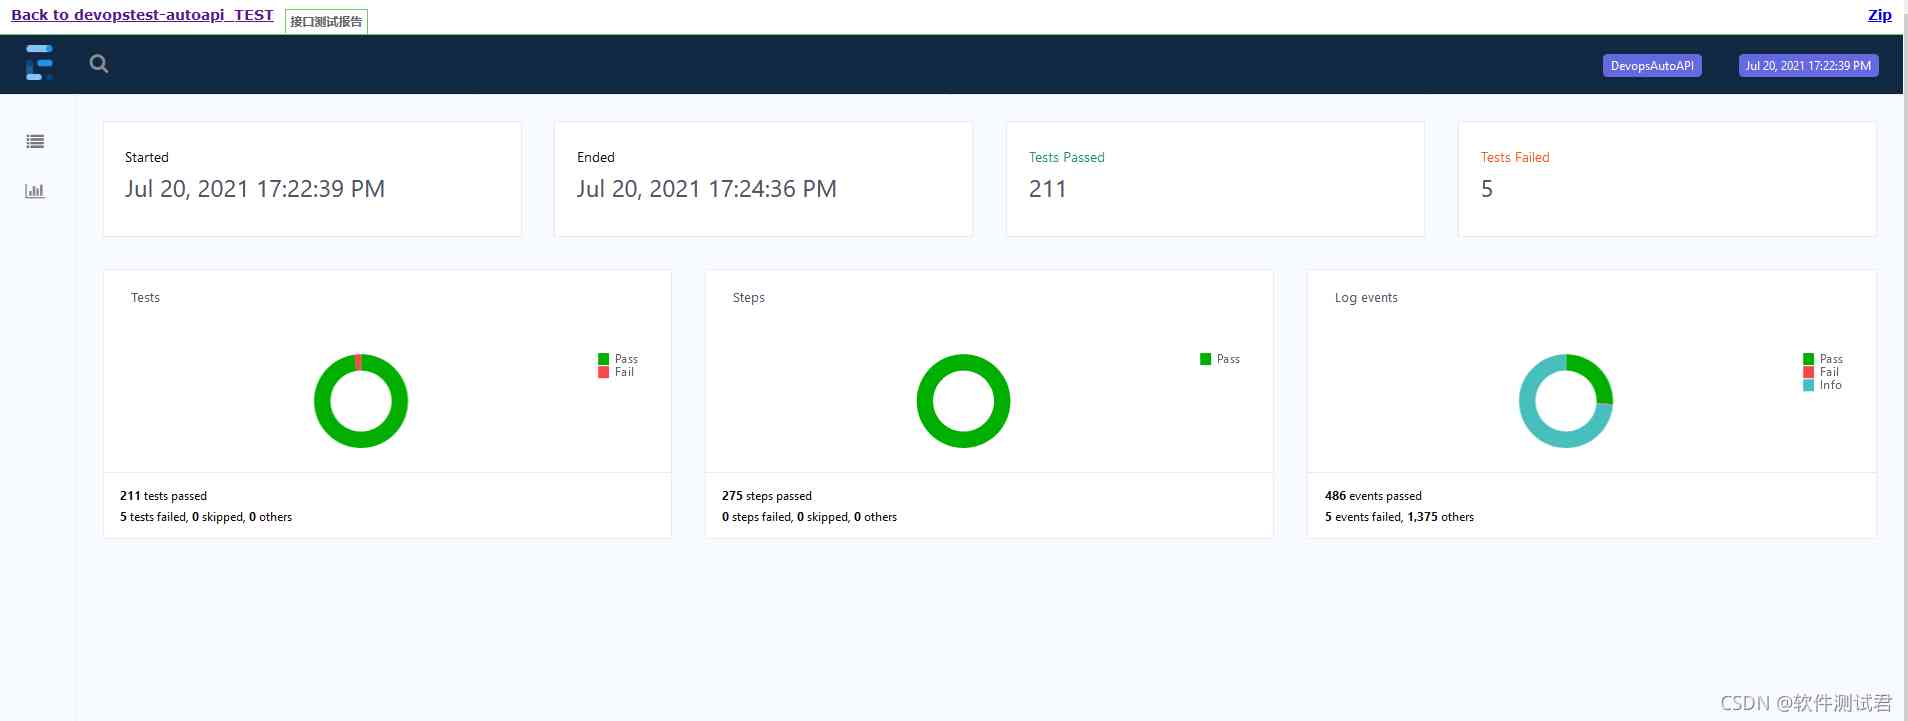 Back to devopstest-autoapi_TEST
接口测试报告
Zip
DevopsAutoAPI
Jul 20, 2021 17:22:39 PM
Started
Jul 20, 2021 17:22:39 PM
Ended
Jul 20, 2021 17:24:36 PM
Tests Passed
211
Tests Failed
5
Tests
Pass
Fail
211 tests passed
5 tests failed, 0 skipped, 0 others
Steps
Pass
275 steps passed
0 steps failed, 0 skipped, 0 others
Log events
Pass
Fail
Info
486 events passed
5 events failed, 1,375 others
CSDN @软件测试君